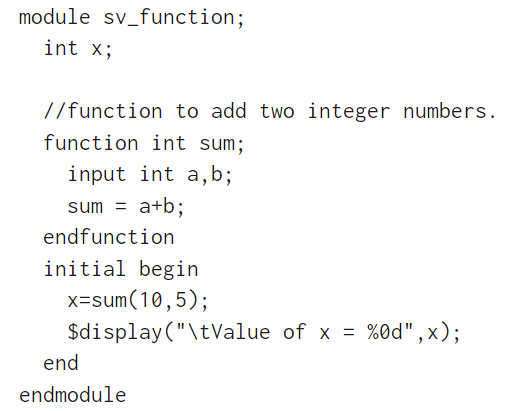 module sv_function;
  int x;

  //function to add two integer numbers.
  function int sum;
    input int a,b;
    sum = a+b;
  endfunction
  initial begin
    x=sum(10,5);
    $display("\tValue of x = %0d",x);
  end
endmodule